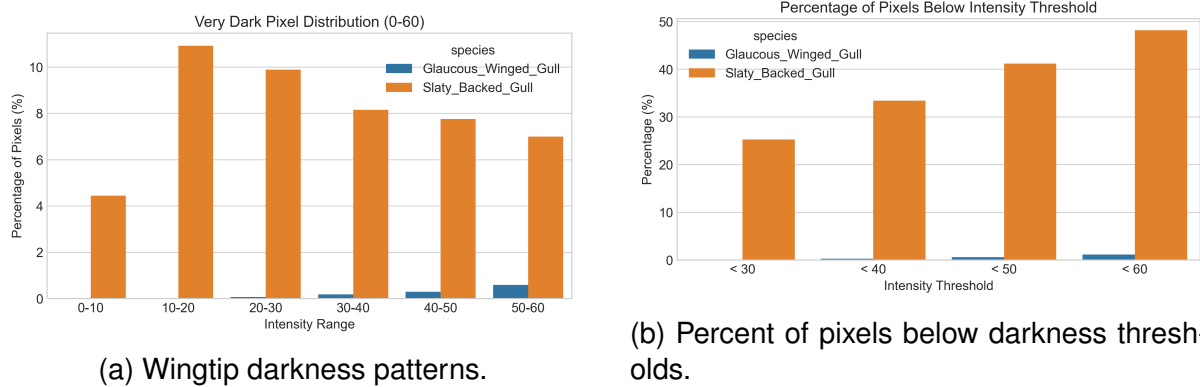 Very Dark Pixel Distribution (0-60)
species
Glaucous_Winged_Gull
Slaty_Backed_Gull
Percentage of Pixels (%)
10
8
6
4
2
0
0-10 10-20 20-30 30-40 40-50 50-60
Intensity Range
(a) Wingtip darkness patterns.
Percentage of Pixels Below Intensity Threshold
species
Glaucous_Winged_Gull
Slaty_Backed_Gull
Percentage (%)
50
40
30
20
10
0
< 30 < 40 < 50 < 60
Intensity Threshold
(b) Percent of pixels below darkness thresh-
olds.